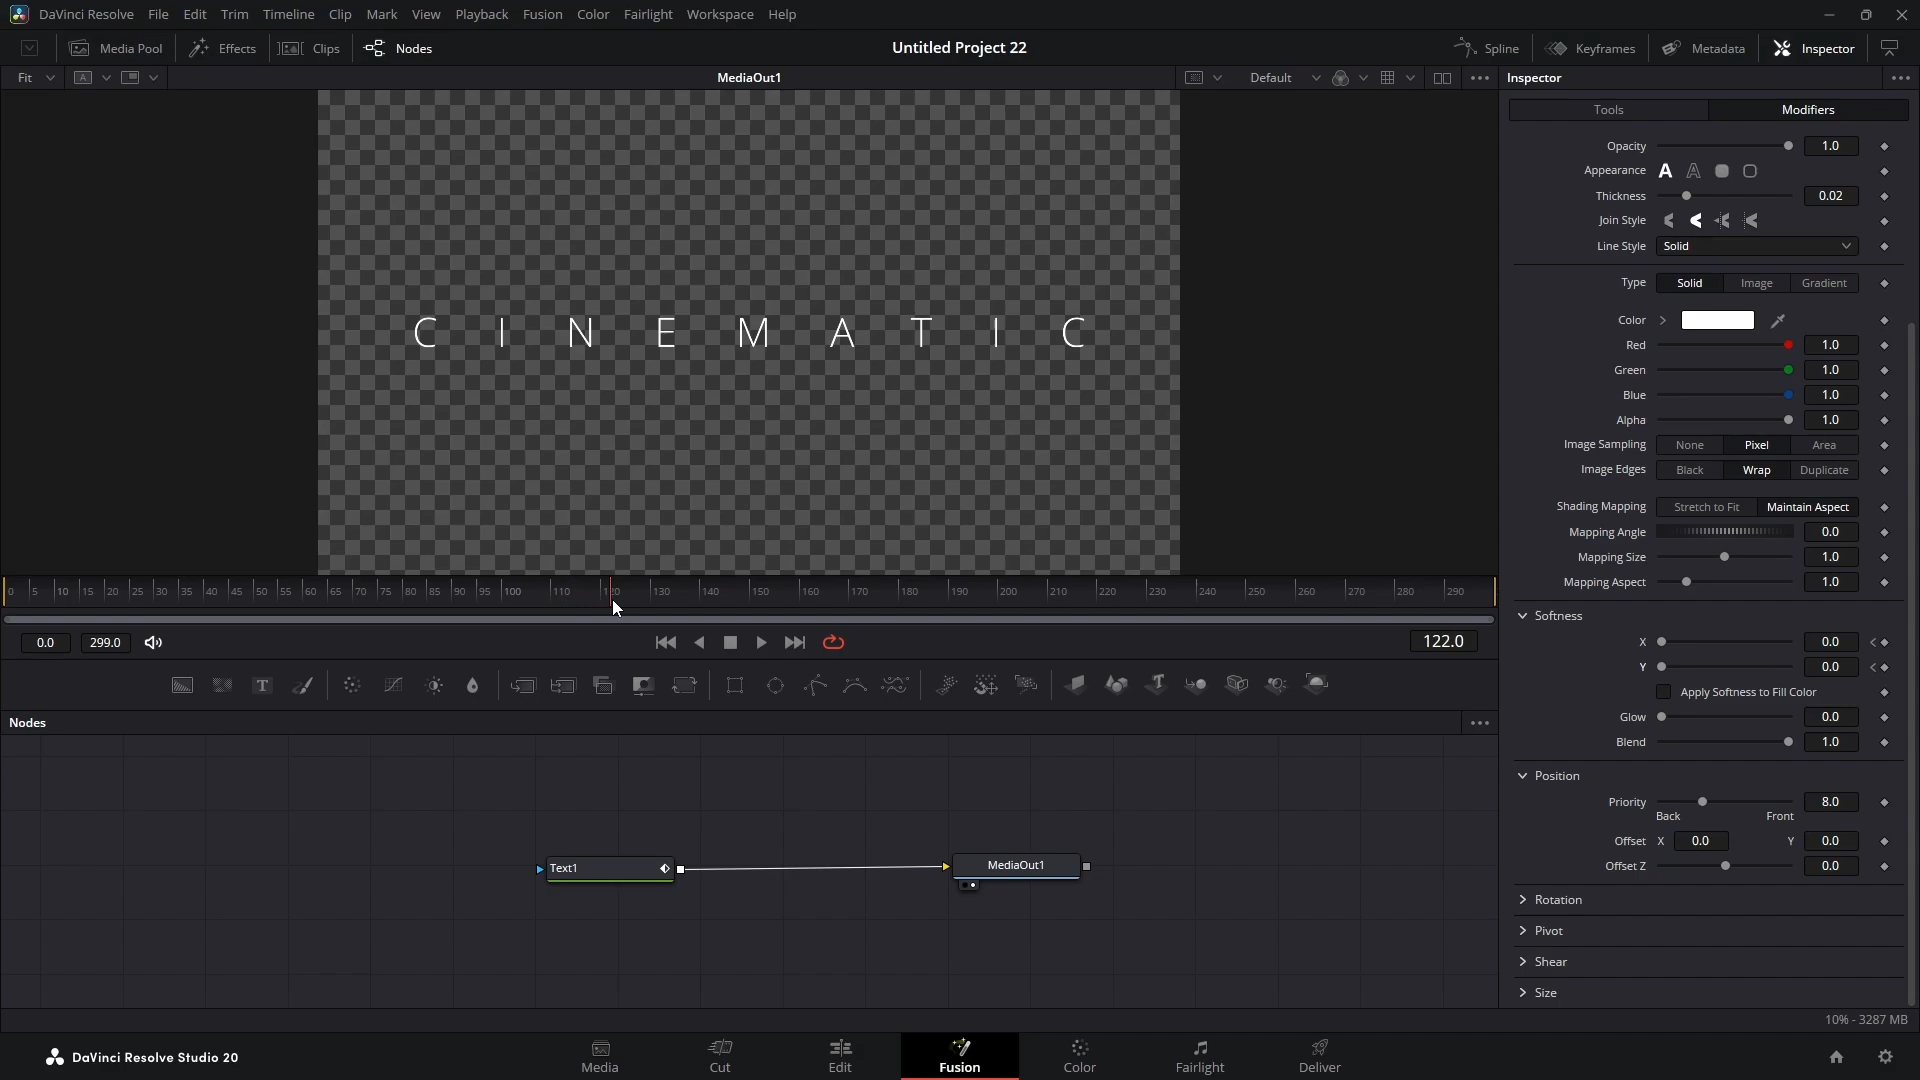 DaVinci Resolve File Edit Trim Timeline Clip Mark View Playback Fusion Color Fairlight Workspace Help
Media Pool Effects Clips Nodes Untitled Project 22 Spline Keyframes Metadata Inspector
Fit A MediaOut1 Default Inspector
Tools Modifiers
Opacity 1.0
Appearance A A
Thickness 0.02
Join Style
Line Style Solid
Type Solid Image Gradient
Color
Red 1.0
C I N E M A T I C
Green 1.0
Blue 1.0
Alpha 1.0
Image Sampling None Pixel Area
Image Edges Black Wrap Duplicate
Shading Mapping Stretch to Fit Maintain Aspect
Mapping Angle 0.0
Mapping Size 1.0
Mapping Aspect 1.0
0 5 10 15 20 25 30 35 40 45 50 55 60 65 70 75 80 85 90 95 100 110 120 130 140 150 160 170 180 190 200 210 220 230 240 250 260 270 280 290
Softness
0.0 299.0 122.0
X 0.0
Y 0.0
T T
Apply Softness to Fill Color
Glow 0.0
Nodes
Blend 1.0
Position
Priority 8.0
Back Front
Offset X 0.0 Y 0.0
Offset Z 0.0
Text1 MediaOut1
Rotation
Pivot
Shear
Size
10% - 3287 MB
DaVinci Resolve Studio 20
Media Cut Edit Fusion Color Fairlight Deliver